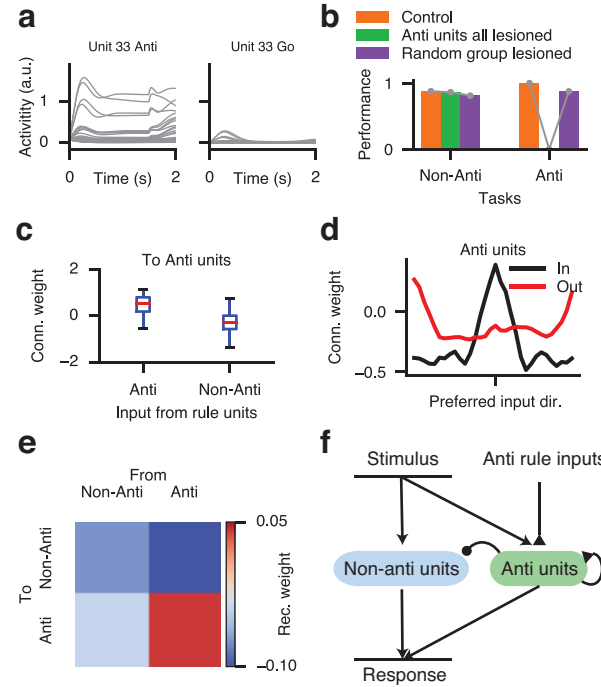 a
Unit 33 Anti
Unit 33 Go
Activitity (a.u.)
1
0
0
2
0
2
Time (s)
Time (s)
b
Control
Anti units all lesioned
Random group lesioned
Performance
1
0
Non-Anti
Anti
Tasks
c
To Anti units
Conn. weight
2
0
−2
Anti
Non-Anti
Input from rule units
d
Anti units
In
Out
Conn. weight
0.0
−0.5
Preferred input dir.
e
From
Non-Anti
Anti
To
Non-Anti
Anti
0.05
Rec. weight
−0.10
f
Stimulus
Anti rule inputs
Non-anti units
Anti units
Response